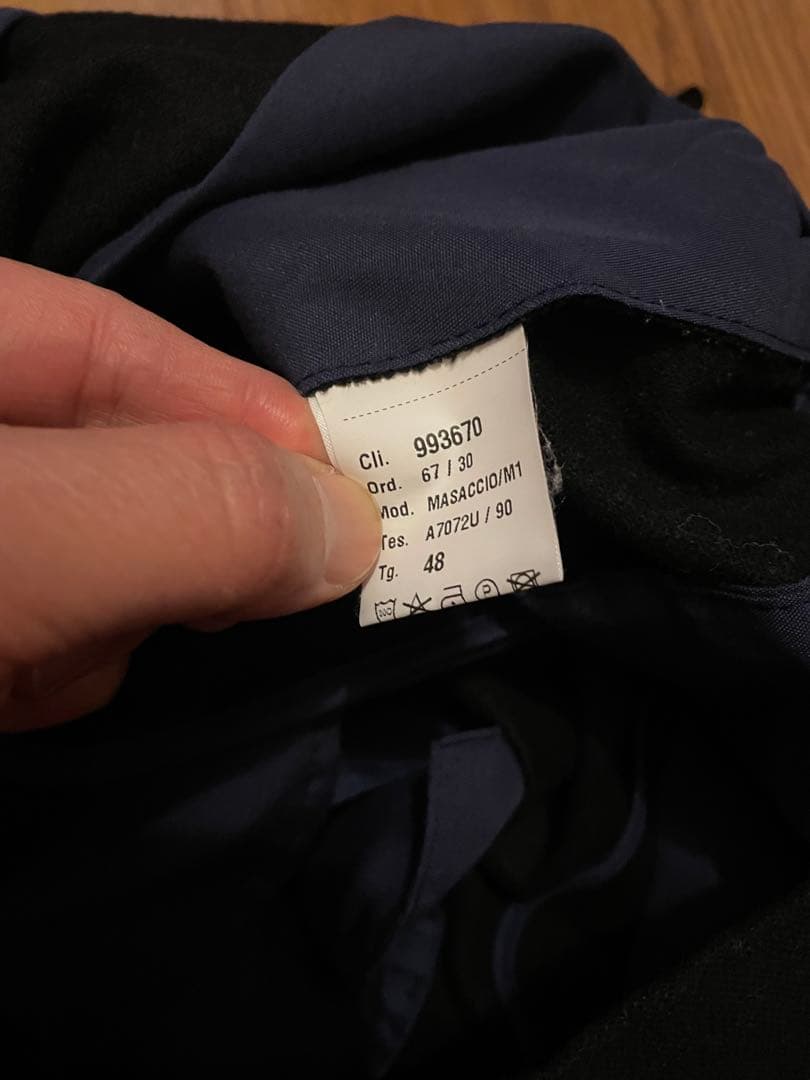 Cli. 993670
Ord. 67 / 30
Mod. MASACCIO/M1
Tes. A7072U / 90
Tg. 48